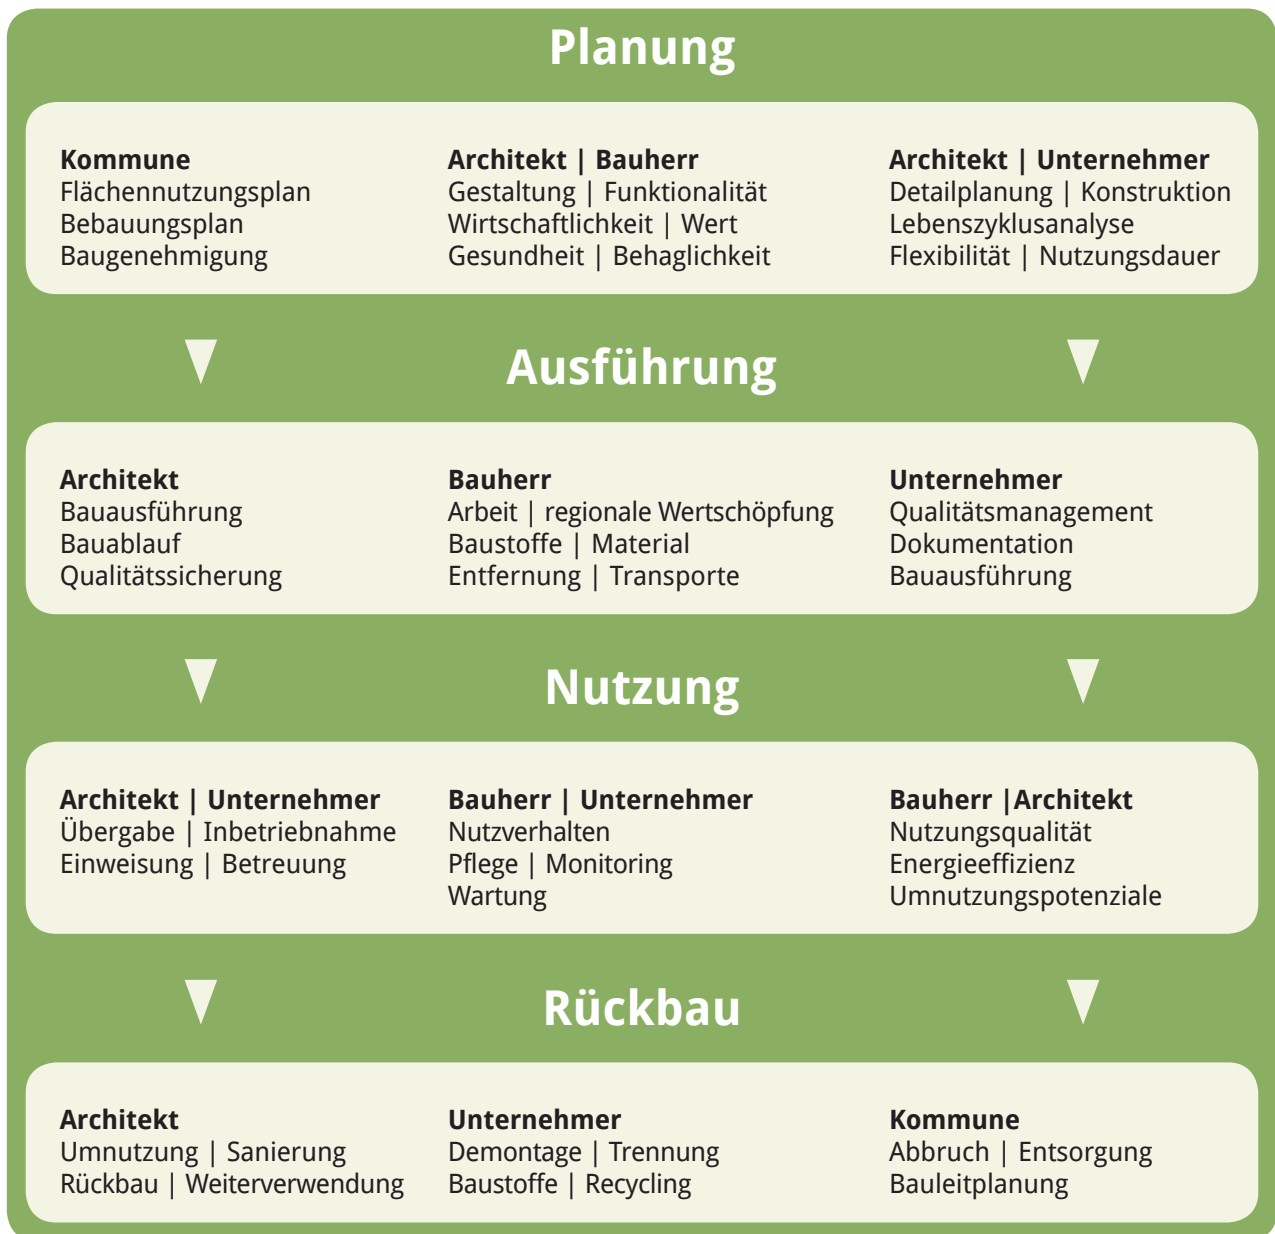 Planung
Kommune
Flächennutzungsplan
Bebauungsplan
Baugenehmigung
Architekt | Bauherr
Gestaltung | Funktionalität
Wirtschaftlichkeit | Wert
Gesundheit | Behaglichkeit
Architekt | Unternehmer
Detailplanung | Konstruktion
Lebenszyklusanalyse
Flexibilität | Nutzungsdauer
Ausführung
Architekt
Bauausführung
Bauablauf
Qualitätssicherung
Bauherr
Arbeit | regionale Wertschöpfung
Baustoffe | Material
Entfernung | Transporte
Unternehmer
Qualitätsmanagement
Dokumentation
Bauausführung
Nutzung
Architekt | Unternehmer
Übergabe | Inbetriebnahme
Einweisung | Betreuung
Bauherr | Unternehmer
Nutzverhalten
Pflege | Monitoring
Wartung
Bauherr |Architekt
Nutzungsqualität
Energieeffizienz
Umnutzungspotenziale
Rückbau
Architekt
Umnutzung | Sanierung
Rückbau | Weiterverwendung
Unternehmer
Demontage | Trennung
Baustoffe | Recycling
Kommune
Abbruch | Entsorgung
Bauleitplanung